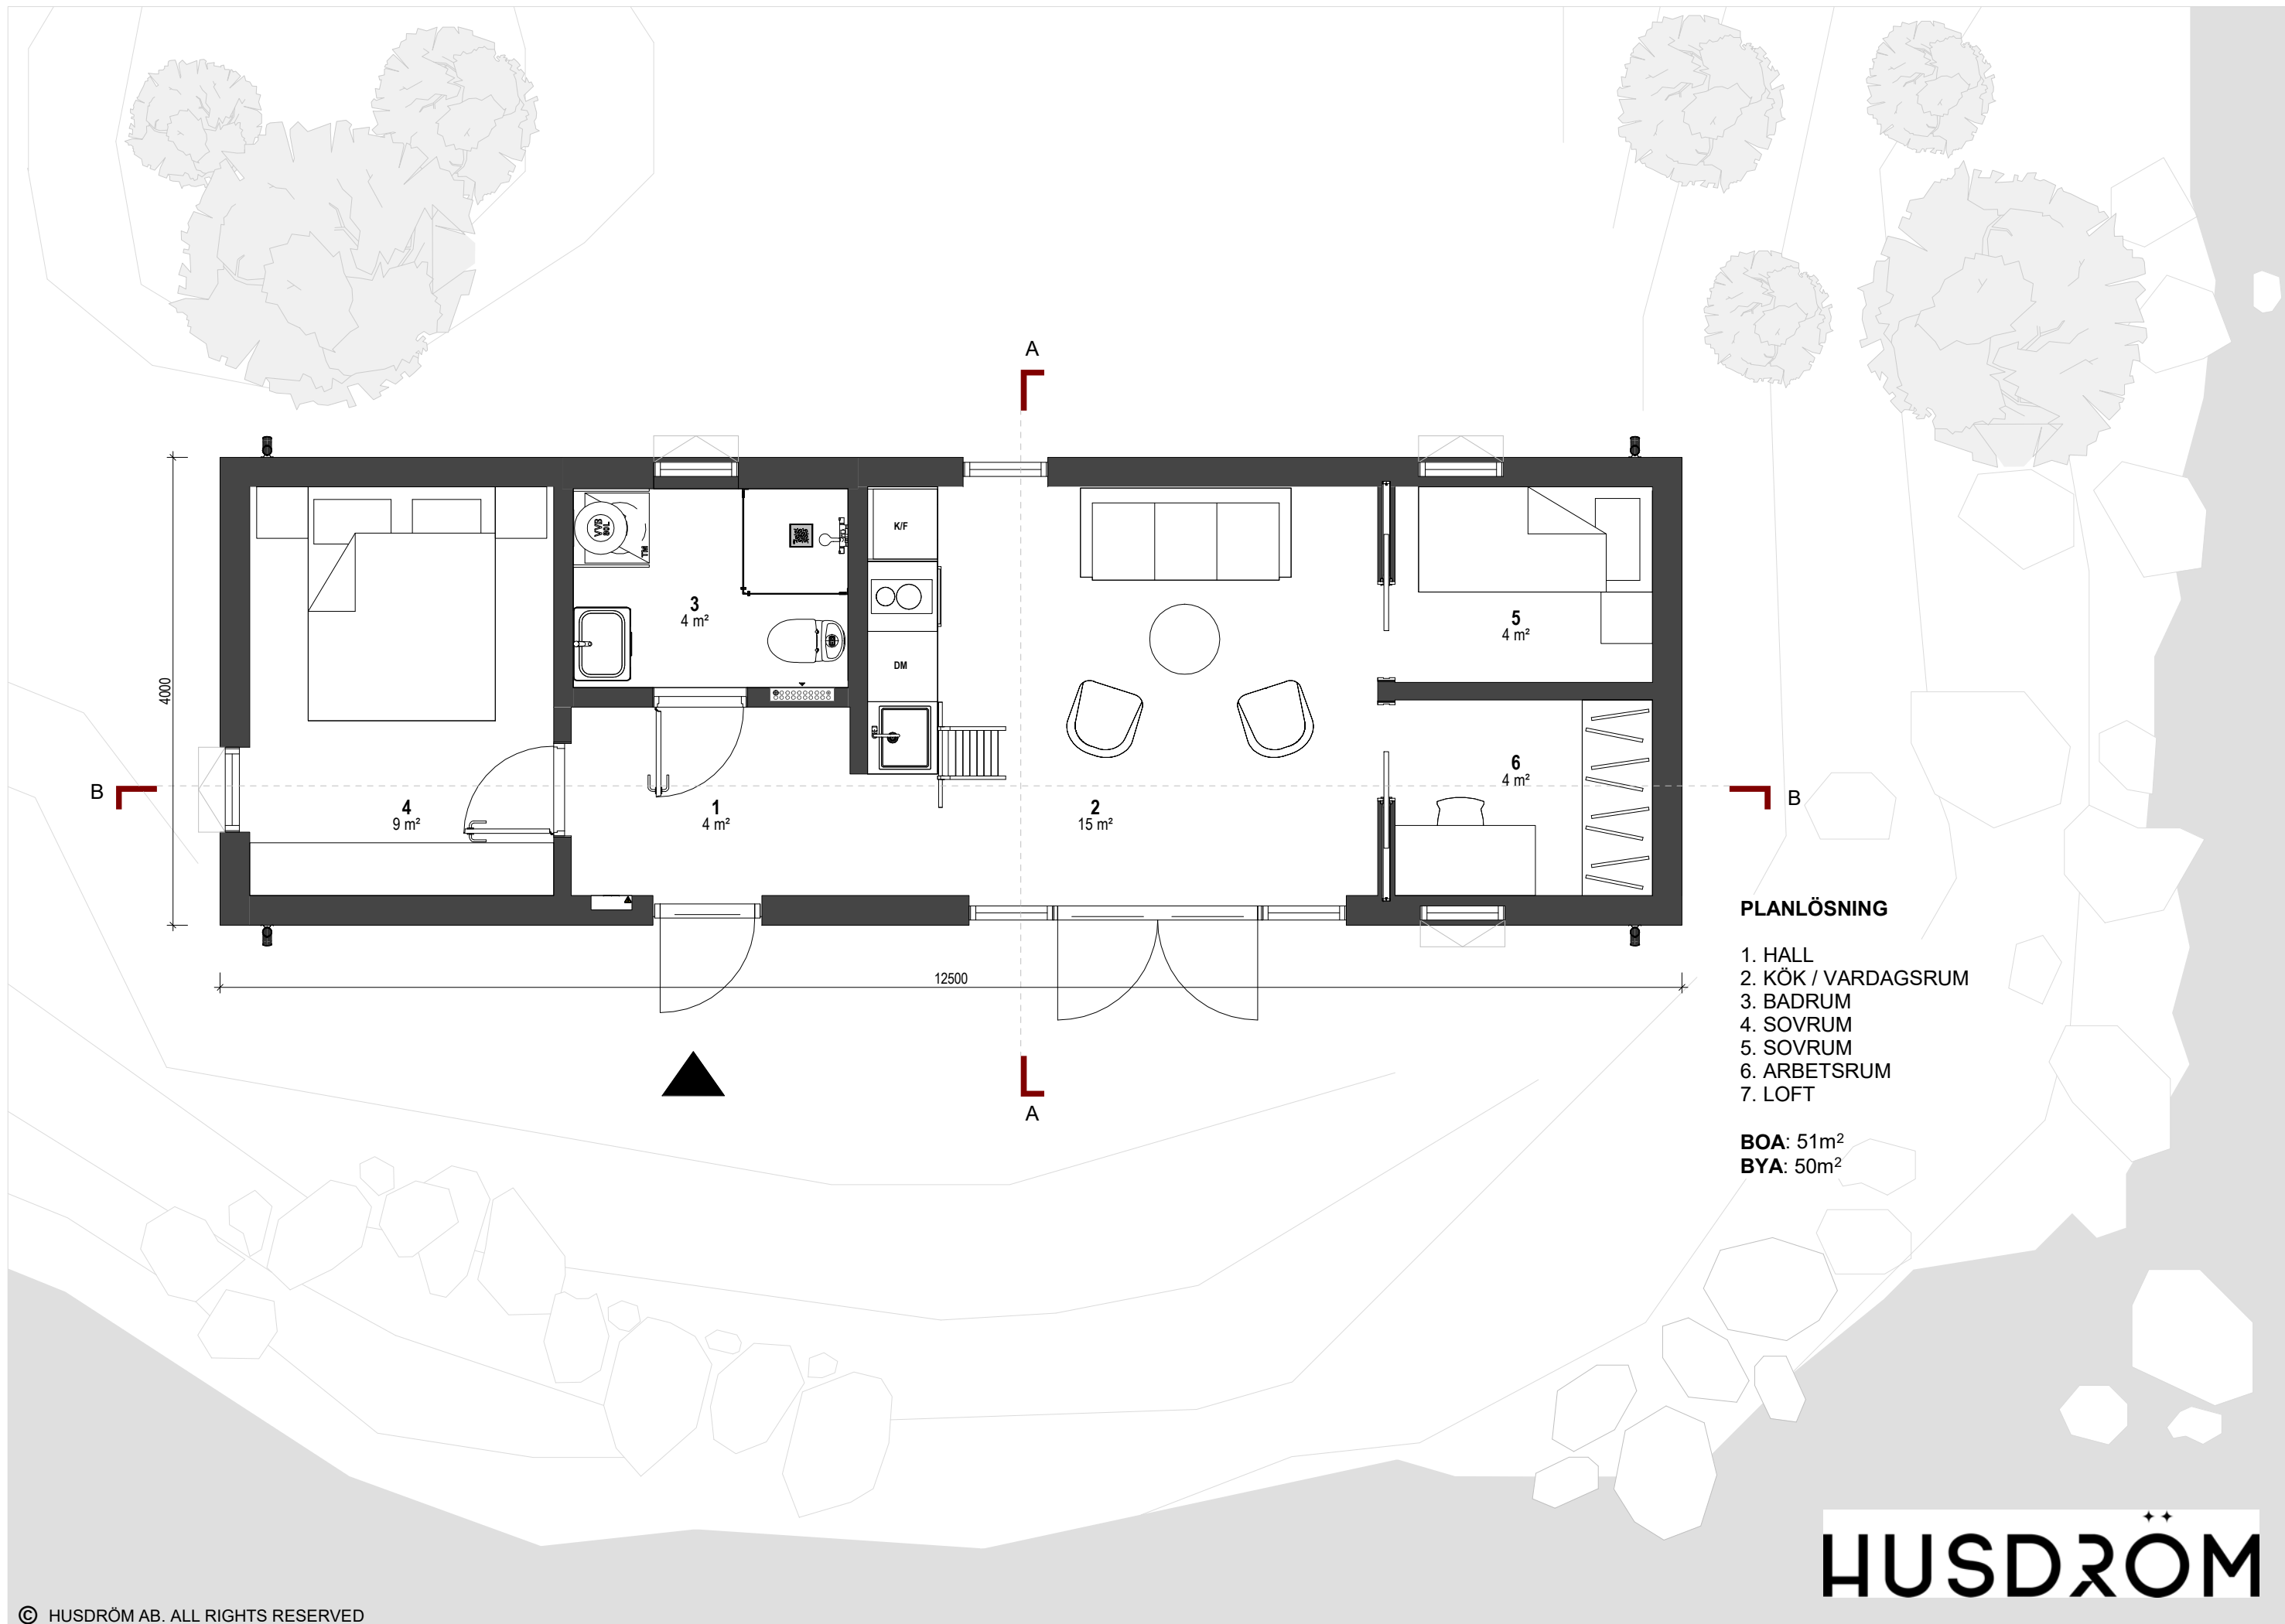 A
K/F
VVB
80L
TM
3
4 m²
5
4 m²
DM
4000
6
4 m²
B
B
4
9 m²
1
4 m²
2
15 m²
12500
A
PLANLÖSNING
1. HALL
2. KÖK / VARDAGSRUM
3. BADRUM
4. SOVRUM
5. SOVRUM
6. ARBETSRUM
7. LOFT
BOA: 51m²
BYA: 50m²
HUSDRÖM
© HUSDRÖM AB. ALL RIGHTS RESERVED